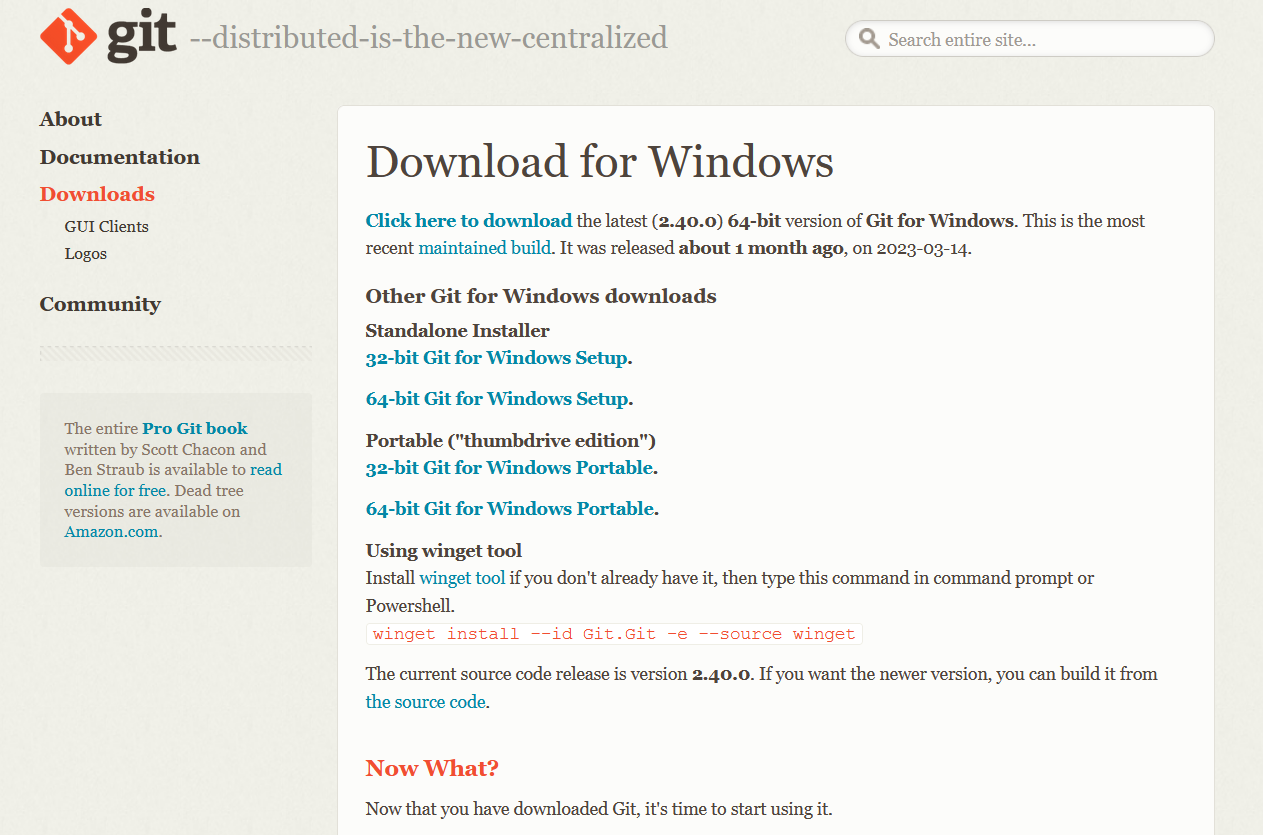 git --distributed-is-the-new-centralized
Search entire site...
About
Documentation
Downloads
GUI Clients
Logos
Community
The entire Pro Git book
written by Scott Chacon and
Ben Straub is available to read
online for free. Dead tree
versions are available on
Amazon.com.
Download for Windows
Click here to download the latest (2.40.0) 64-bit version of Git for Windows. This is the most
recent maintained build. It was released about 1 month ago, on 2023-03-14.
Other Git for Windows downloads
Standalone Installer
32-bit Git for Windows Setup.
64-bit Git for Windows Setup.
Portable ("thumbdrive edition")
32-bit Git for Windows Portable.
64-bit Git for Windows Portable.
Using winget tool
Install winget tool if you don't already have it, then type this command in command prompt or
Powershell.
winget install --id Git.Git -e --source winget
The current source code release is version 2.40.0. If you want the newer version, you can build it from
the source code.
Now What?
Now that you have downloaded Git, it's time to start using it.